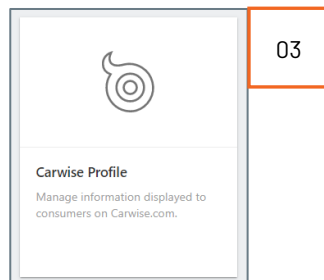 03
Carwise Profile
Manage information displayed to
consumers on Carwise.com.